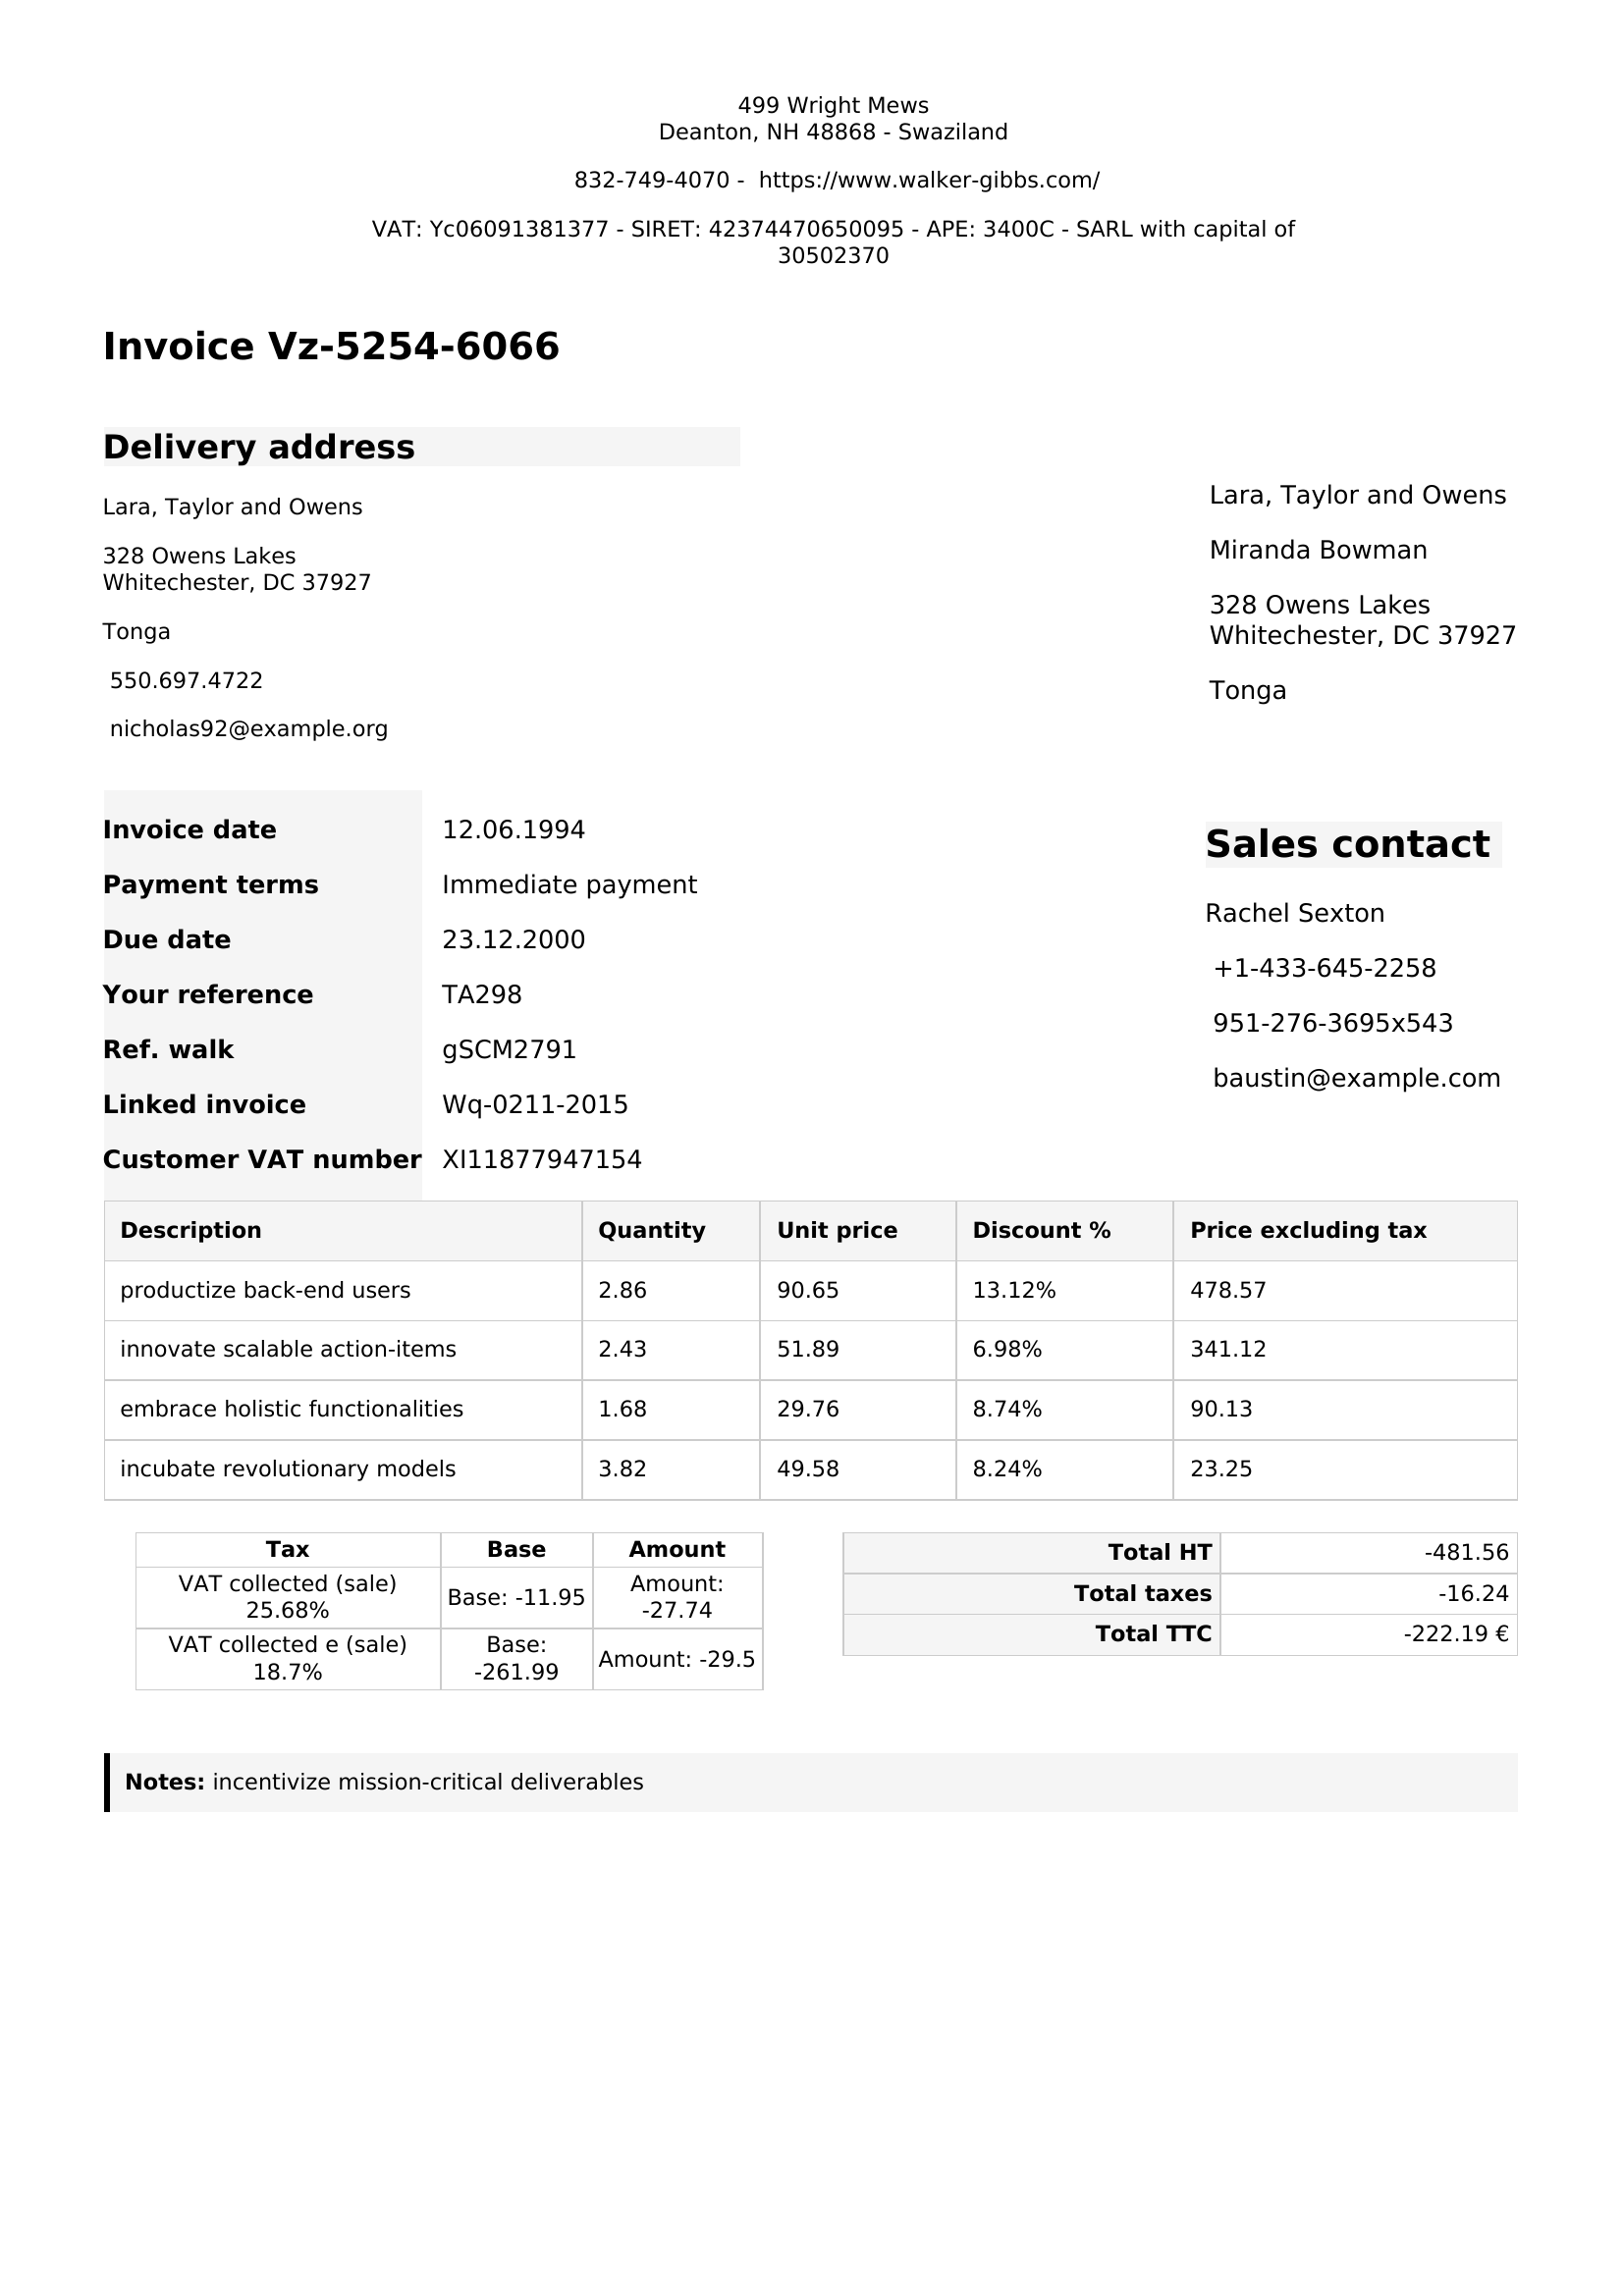 499 Wright Mews
Deanton, NH 48868 - Swaziland
832-749-4070 -  https://www.walker-gibbs.com/
VAT: Yc06091381377 - SIRET: 42374470650095 - APE: 3400C - SARL with capital of
30502370
Invoice Vz-5254-6066
Delivery address
Lara, Taylor and Owens
328 Owens Lakes
Whitechester, DC 37927
Tonga
550.697.4722
nicholas92@example.org
Lara, Taylor and Owens
Miranda Bowman
328 Owens Lakes
Whitechester, DC 37927
Tonga
Invoice date 12.06.1994
Payment terms Immediate payment
Due date 23.12.2000
Your reference TA298
Ref. walk gSCM2791
Linked invoice Wq-0211-2015
Customer VAT number XI11877947154
Sales contact
Rachel Sexton
+1-433-645-2258
951-276-3695x543
baustin@example.com
Description Quantity Unit price Discount % Price excluding tax
productize back-end users 2.86 90.65 13.12% 478.57
innovate scalable action-items 2.43 51.89 6.98% 341.12
embrace holistic functionalities 1.68 29.76 8.74% 90.13
incubate revolutionary models 3.82 49.58 8.24% 23.25
Tax Base Amount
VAT collected (sale)
25.68%
Base: -11.95
Amount:
-27.74
VAT collected e (sale)
18.7%
Base:
-261.99
Amount: -29.5
Total HT -481.56
Total taxes -16.24
Total TTC -222.19 €
Notes: incentivize mission-critical deliverables